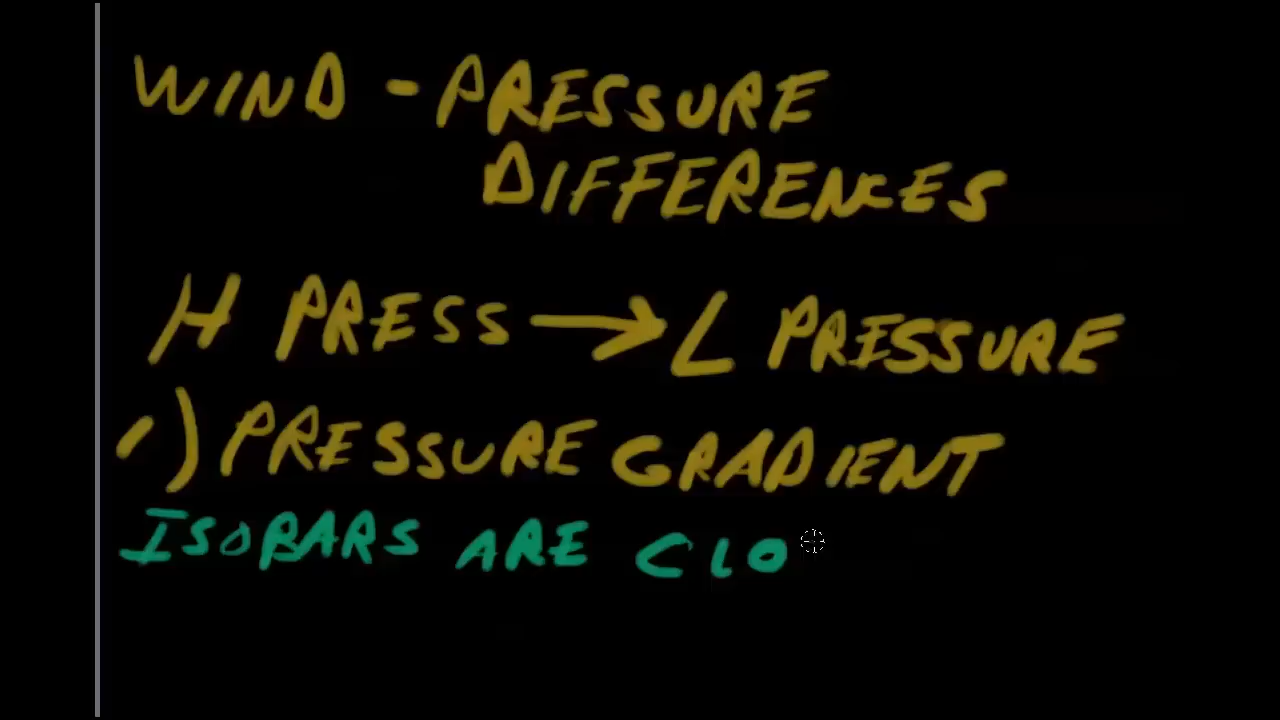 WIND - PRESSURE
DIFFERENCES
H PRESS → L PRESSURE
1) PRESSURE GRADIENT
ISOBARS ARE CLO